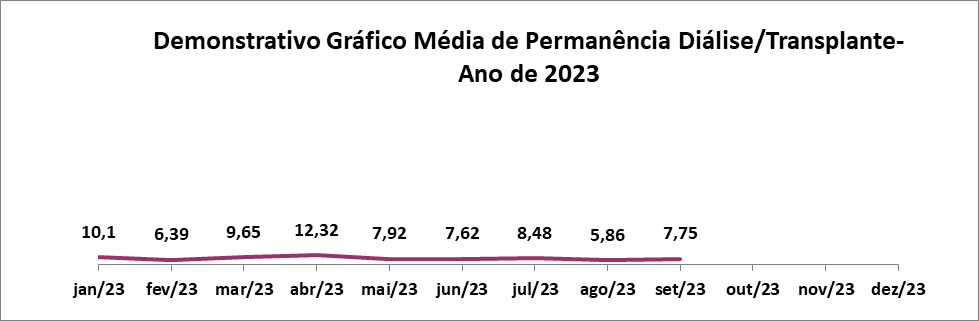 Demonstrativo Gráfico Média de Permanência Diálise/Transplante-
Ano de 2023
10,1 6,39 9,65 12,32 7,92 7,62 8,48 5,86 7,75
jan/23 fev/23 mar/23 abr/23 mai/23 jun/23 jul/23 ago/23 set/23 out/23 nov/23 dez/23